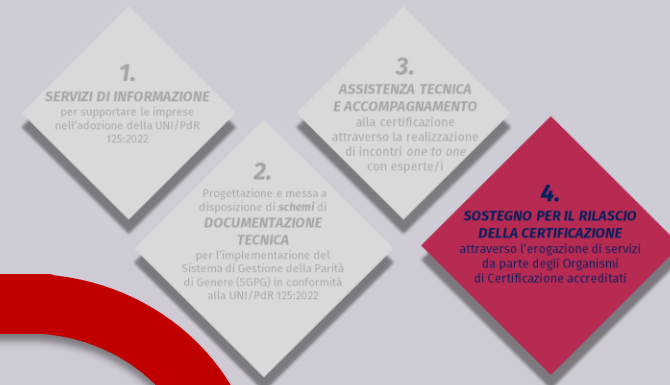 1.
SERVIZI DI INFORMAZIONE
per supportare le imprese
nell'adozione della UNI/PdR
125:2022
2.
Progettazione e messa a
disposizione di schemi di
DOCUMENTAZIONE
TECNICA
per l'implementazione del
Sistema di Gestione della Parità
di Genere (SGPG) in conformità
alla UNI/PdR 125:2022
3.
ASSISTENZA TECNICA
E ACCOMPAGNAMENTO
alla certificazione
attraverso la realizzazione
di incontri one to one
con esperte/i
4.
SOSTEGNO PER IL RILASCIO
DELLA CERTIFICAZIONE
attraverso l'erogazione di servizi
da parte degli Organismi
di Certificazione accreditati